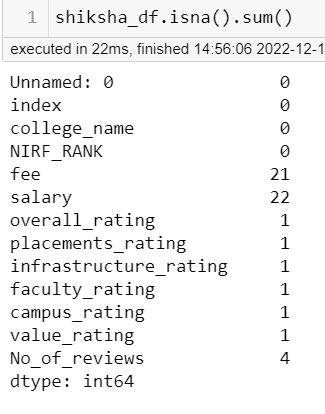 1 shiksha_df.isna().sum()
executed in 22ms, finished 14:56:06 2022-12-1
Unnamed: 0 0
index 0
college_name 0
NIRF_RANK 0
fee 21
salary 22
overall_rating 1
placements_rating 1
infrastructure_rating 1
faculty_rating 1
campus_rating 1
value_rating 1
No_of_reviews 4
dtype: int64